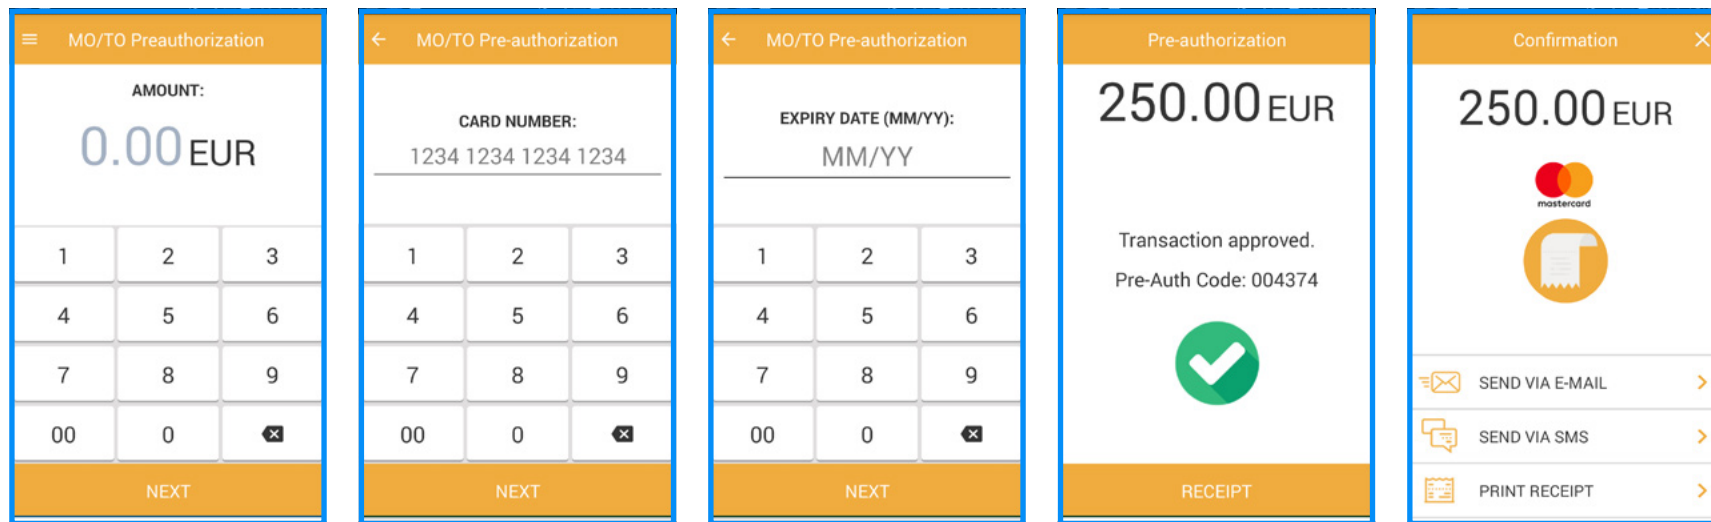 MO/TO Preauthorization
AMOUNT:
0.00 EUR
1 2 3
4 5 6
7 8 9
00 0
NEXT
MO/TO Pre-authorization
CARD NUMBER:
1234 1234 1234 1234
1 2 3
4 5 6
7 8 9
00 0
NEXT
MO/TO Pre-authorization
EXPIRY DATE (MM/YY):
MM/YY
1 2 3
4 5 6
7 8 9
00 0
NEXT
Pre-authorization
250.00 EUR
Transaction approved.
Pre-Auth Code: 004374
RECEIPT
Confirmation
250.00 EUR
mastercard
SEND VIA E-MAIL
SEND VIA SMS
PRINT RECEIPT